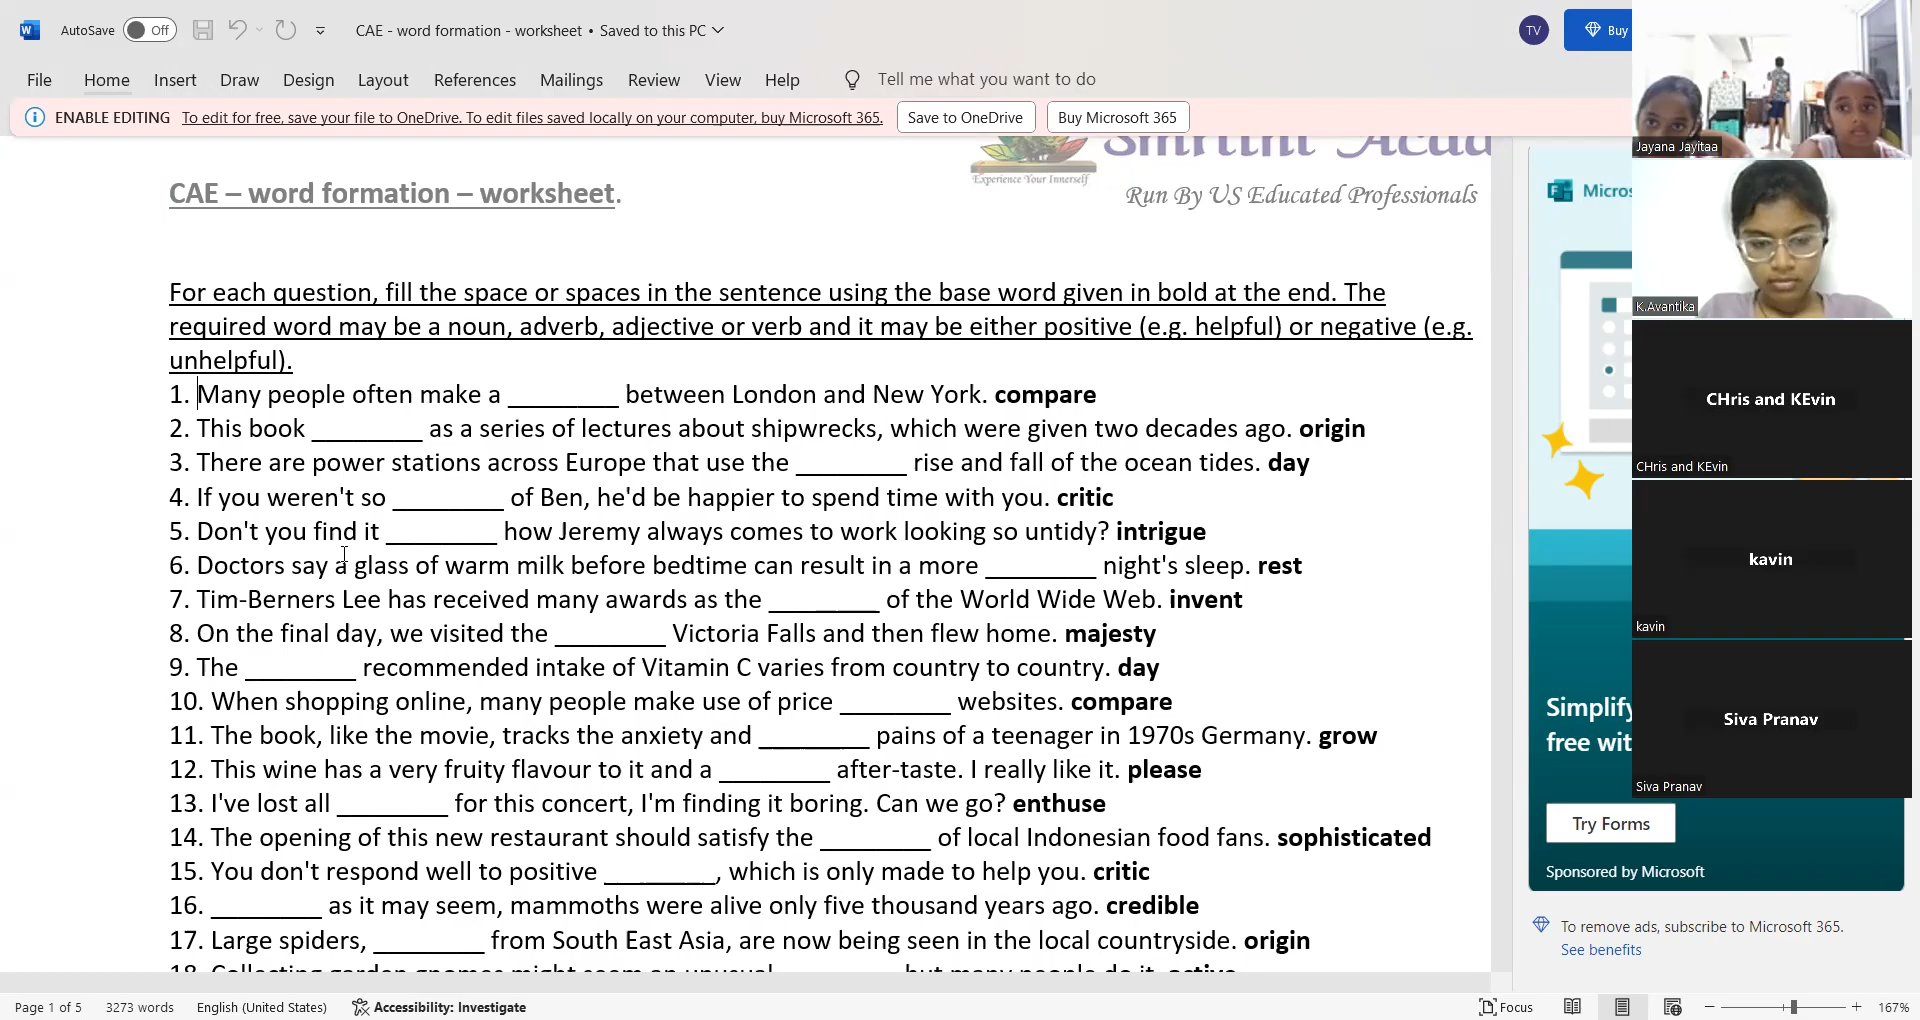 AutoSave Off CAE - word formation - worksheet • Saved to this PC TV Buy
File Home Insert Draw Design Layout References Mailings Review View Help Tell me what you want to do
ENABLE EDITING To edit for free, save your file to OneDrive. To edit files saved locally on your computer, buy Microsoft 365. Save to OneDrive Buy Microsoft 365
Experience Your Innerself
CAE – word formation – worksheet.
Run By US Educated Professionals
For each question, fill the space or spaces in the sentence using the base word given in bold at the end. The
required word may be a noun, adverb, adjective or verb and it may be either positive (e.g. helpful) or negative (e.g.
unhelpful).
1. Many people often make a ________ between London and New York. compare
2. This book ________ as a series of lectures about shipwrecks, which were given two decades ago. origin
3. There are power stations across Europe that use the ________ rise and fall of the ocean tides. day
4. If you weren't so ________ of Ben, he'd be happier to spend time with you. critic
5. Don't you find it ________ how Jeremy always comes to work looking so untidy? intrigue
6. Doctors say a glass of warm milk before bedtime can result in a more ________ night's sleep. rest
7. Tim-Berners Lee has received many awards as the ________ of the World Wide Web. invent
8. On the final day, we visited the ________ Victoria Falls and then flew home. majesty
9. The ________ recommended intake of Vitamin C varies from country to country. day
10. When shopping online, many people make use of price ________ websites. compare
11. The book, like the movie, tracks the anxiety and ________ pains of a teenager in 1970s Germany. grow
12. This wine has a very fruity flavour to it and a ________ after-taste. I really like it. please
13. I've lost all ________ for this concert, I'm finding it boring. Can we go? enthuse
14. The opening of this new restaurant should satisfy the ________ of local Indonesian food fans. sophisticated
15. You don't respond well to positive ________, which is only made to help you. critic
16. ________ as it may seem, mammoths were alive only five thousand years ago. credible
17. Large spiders, ________ from South East Asia, are now being seen in the local countryside. origin
18. Collecting garden gnomes might seem an unusual ________ but many people do it. active
Micros
Simplify
free wit
Try Forms
Sponsored by Microsoft
To remove ads, subscribe to Microsoft 365.
See benefits
Jayana Jayitaa
K.Avantika
CHris and KEvin
CHris and KEvin
kavin
kavin
Siva Pranav
Siva Pranav
Page 1 of 5 3273 words English (United States) Accessibility: Investigate Focus 167%